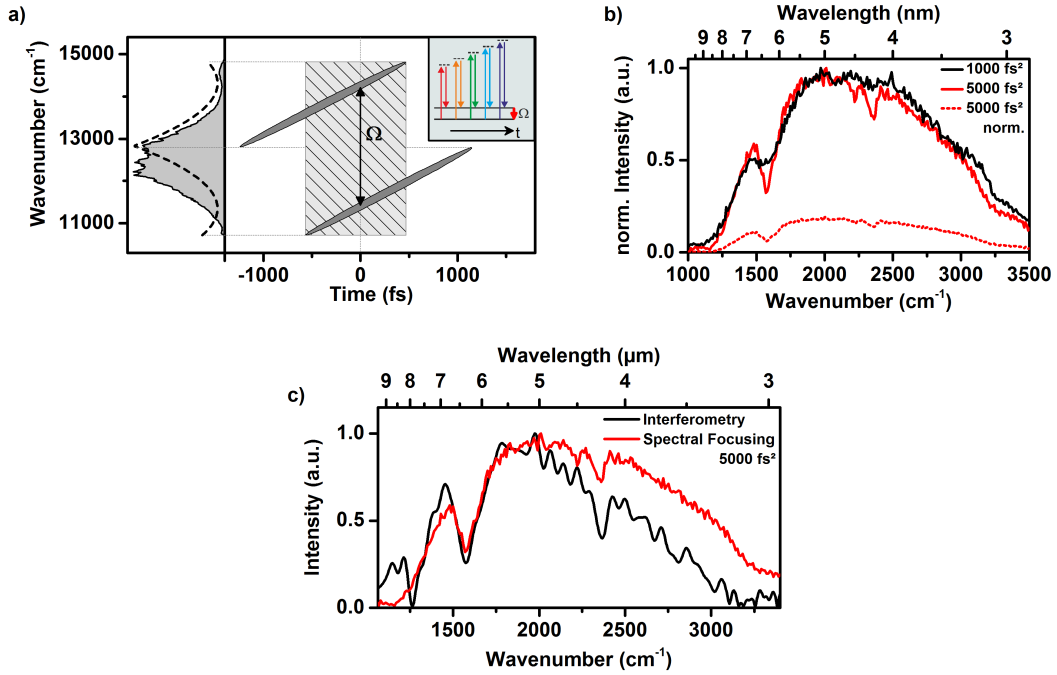 a)
Wavenumber (cm⁻¹)
15000
13000
11000
Ω
Ω
t
-1000
0
1000
Time (fs)
b)
Wavelength (nm)
9 8 7 6 5 4 3
norm. Intensity (a.u.)
1.0
0.5
0.0
1000 fs²
5000 fs²
5000 fs²
norm.
1000 1500 2000 2500 3000 3500
Wavenumber (cm⁻¹)
c)
Wavelength (µm)
9 8 7 6 5 4 3
Intensity (a.u.)
1.0
0.5
0.0
Interferometry
Spectral Focusing
5000 fs²
1500 2000 2500 3000
Wavenumber (cm⁻¹)